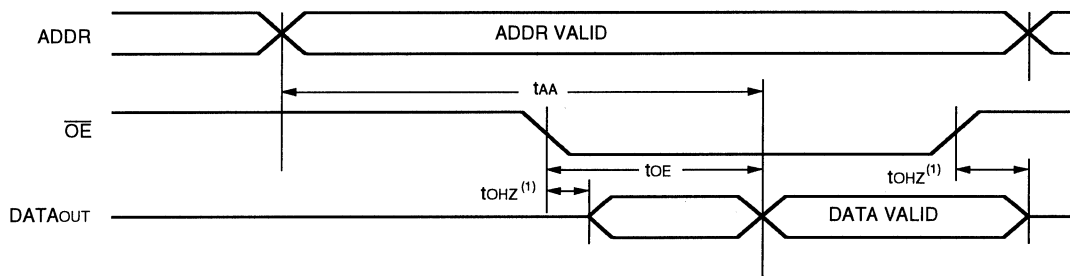 ADDR
ADDR VALID
tAA
OE
tOE
tOHZ(1)
tOHZ(1)
DATAOUT
DATA VALID